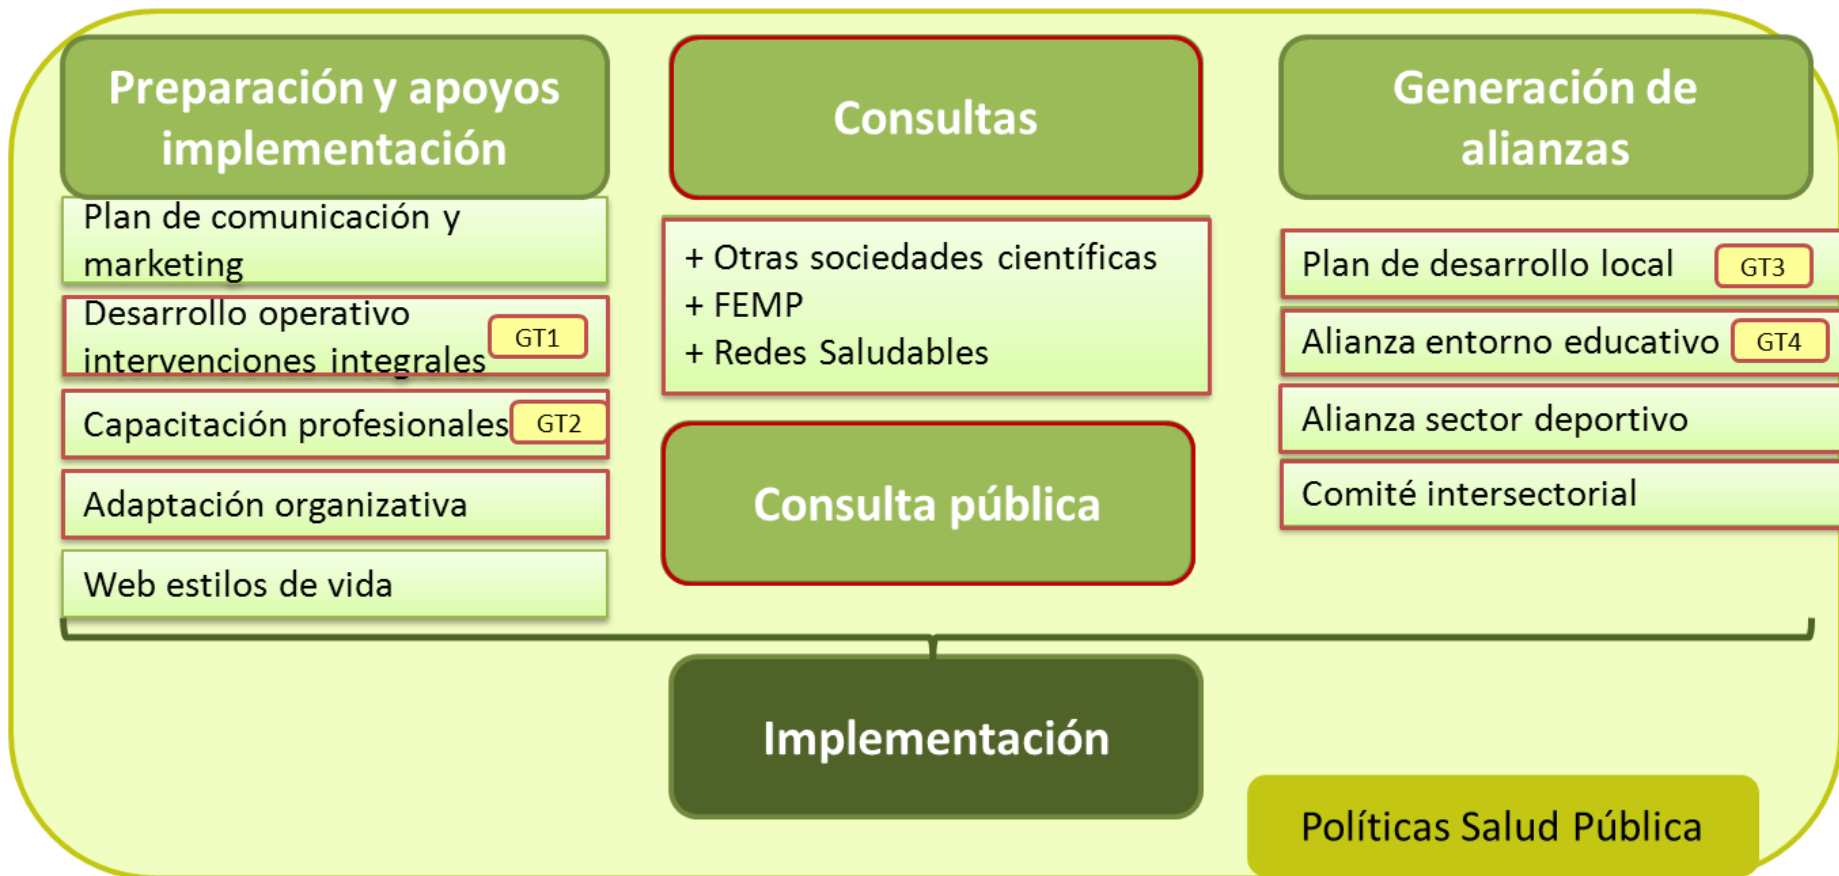 Preparación y apoyos
implementación
Plan de comunicación y
marketing
Desarrollo operativo
intervenciones integrales
GT1
Capacitación profesionales
GT2
Adaptación organizativa
Web estilos de vida
Consultas
+ Otras sociedades científicas
+ FEMP
+ Redes Saludables
Consulta pública
Generación de
alianzas
Plan de desarrollo local
GT3
Alianza entorno educativo
GT4
Alianza sector deportivo
Comité intersectorial
Implementación
Políticas Salud Pública